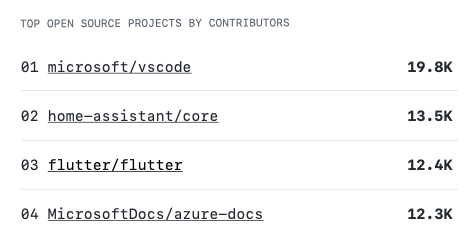 TOP OPEN SOURCE PROJECTS BY CONTRIBUTORS
01 microsoft/vscode 19.8K
02 home-assistant/core 13.5K
03 flutter/flutter 12.4K
04 MicrosoftDocs/azure-docs 12.3K